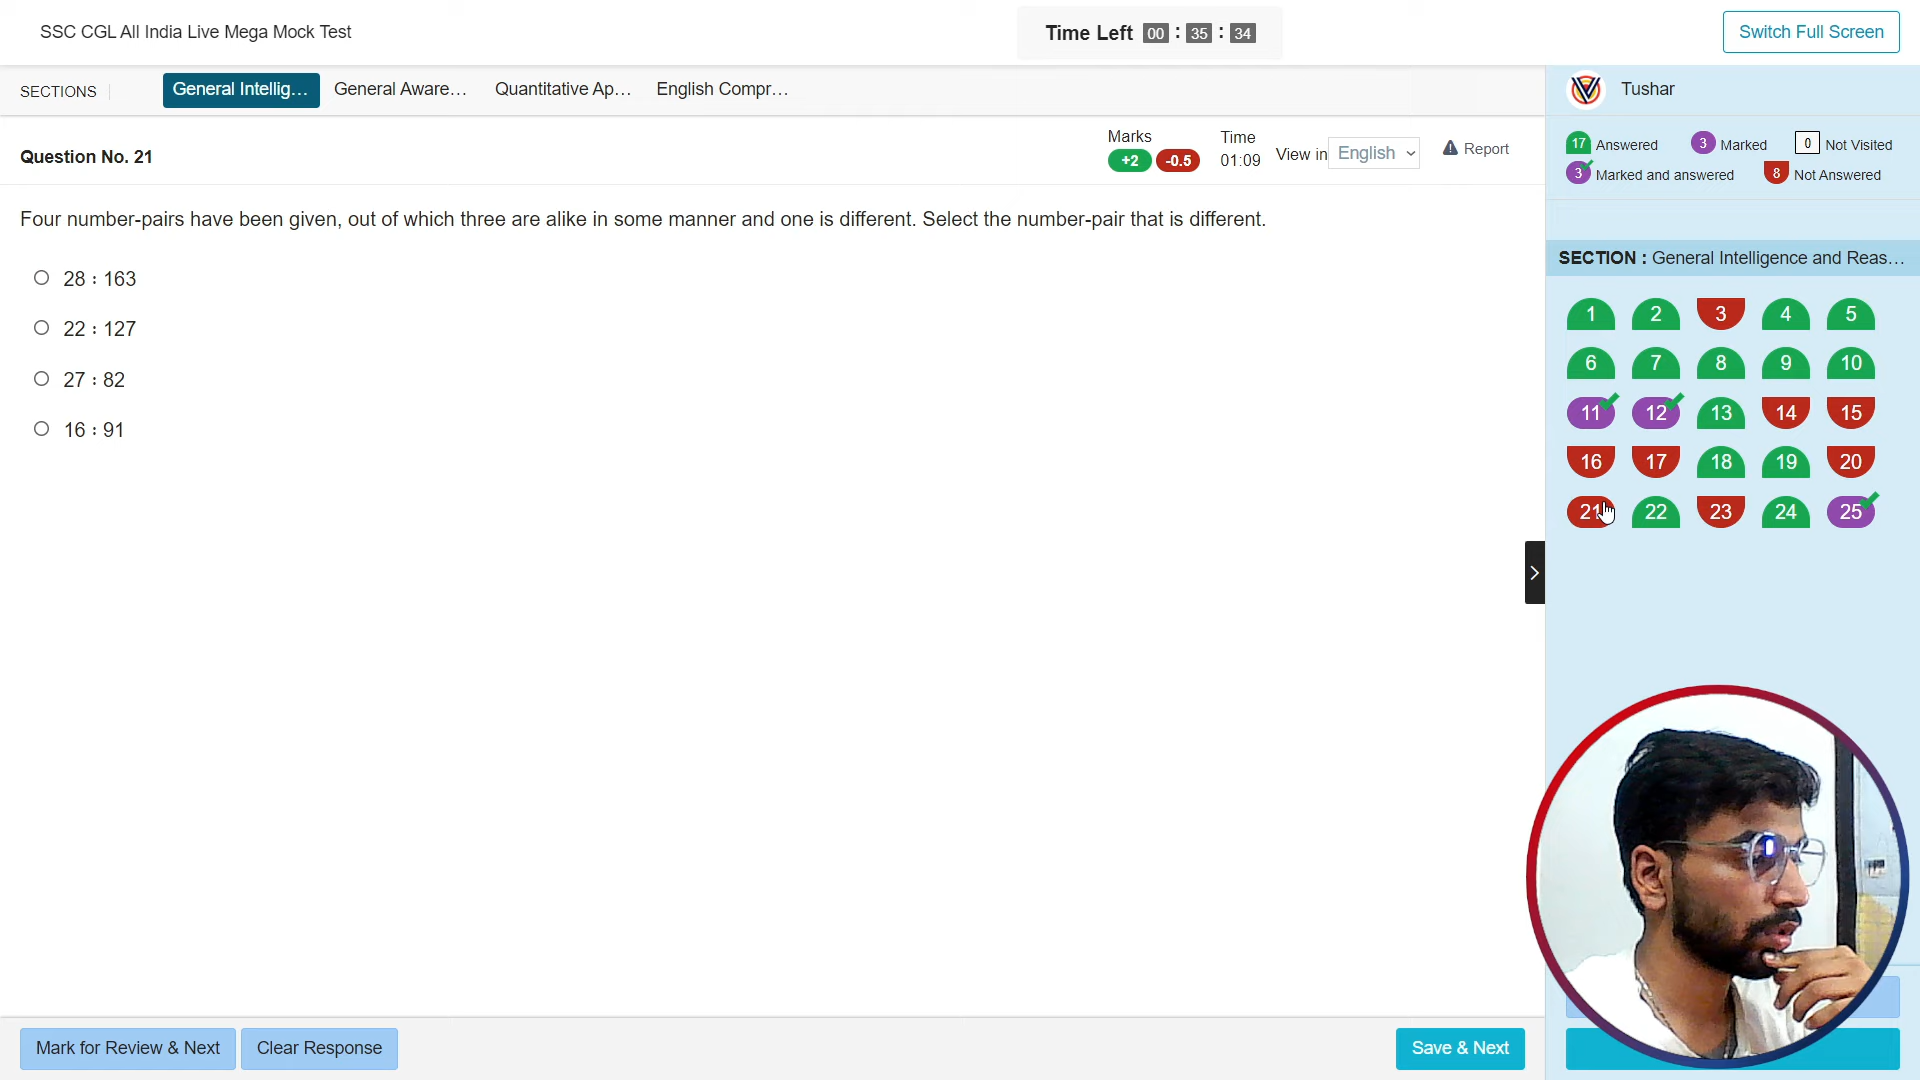 SSC CGL All India Live Mega Mock Test
Time Left 00 : 35 : 34
Switch Full Screen
SECTIONS
General Intellig...
General Aware...
Quantitative Ap...
English Compr...
Tushar
Question No. 21
Marks
+2 -0.5
Time
01:09
View in English
Report
17 Answered
3 Marked
0 Not Visited
3 Marked and answered
8 Not Answered
Four number-pairs have been given, out of which three are alike in some manner and one is different. Select the number-pair that is different.
28 : 163
22 : 127
27 : 82
16 : 91
SECTION : General Intelligence and Reas...
1 2 3 4 5
6 7 8 9 10
11 12 13 14 15
16 17 18 19 20
21 22 23 24 25
Mark for Review & Next
Clear Response
Save & Next